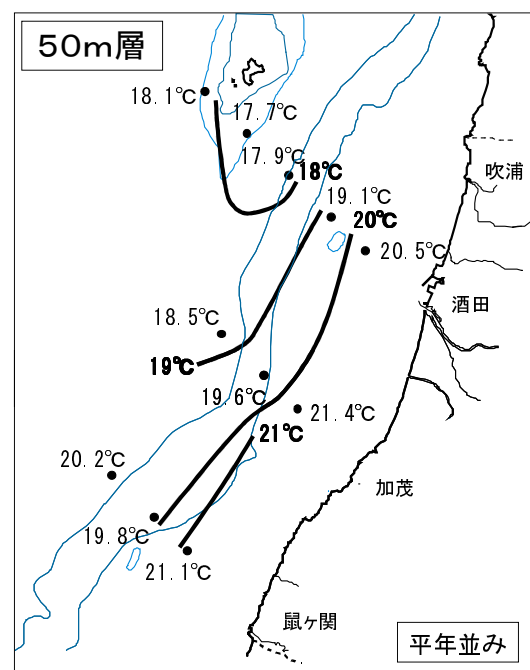 50m層
18.1℃
17.7℃
17.9℃
18℃
吹浦
19.1℃
20℃
20.5℃
酒田
18.5℃
19℃
19.6℃
21.4℃
21℃
20.2℃
加茂
19.8℃
21.1℃
鼠ヶ関
平年並み